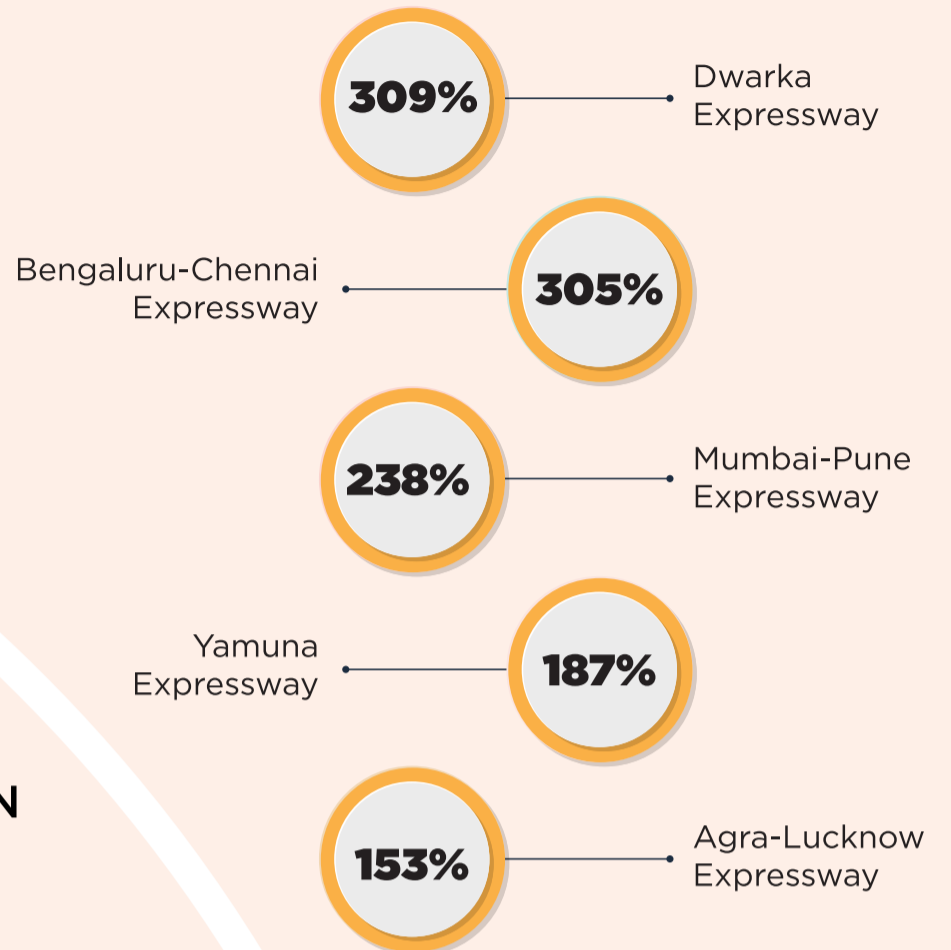 309%
Dwarka
Expressway
Bengaluru-Chennai
Expressway
305%
238%
Mumbai-Pune
Expressway
Yamuna
Expressway
187%
N
153%
Agra-Lucknow
Expressway